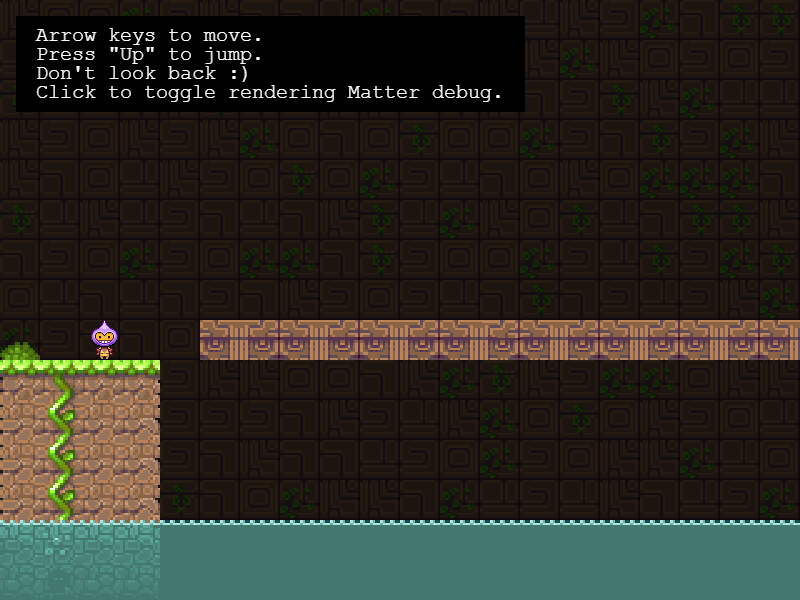 Arrow keys to move.
Press "Up" to jump.
Don't look back :)
Click to toggle rendering Matter debug.